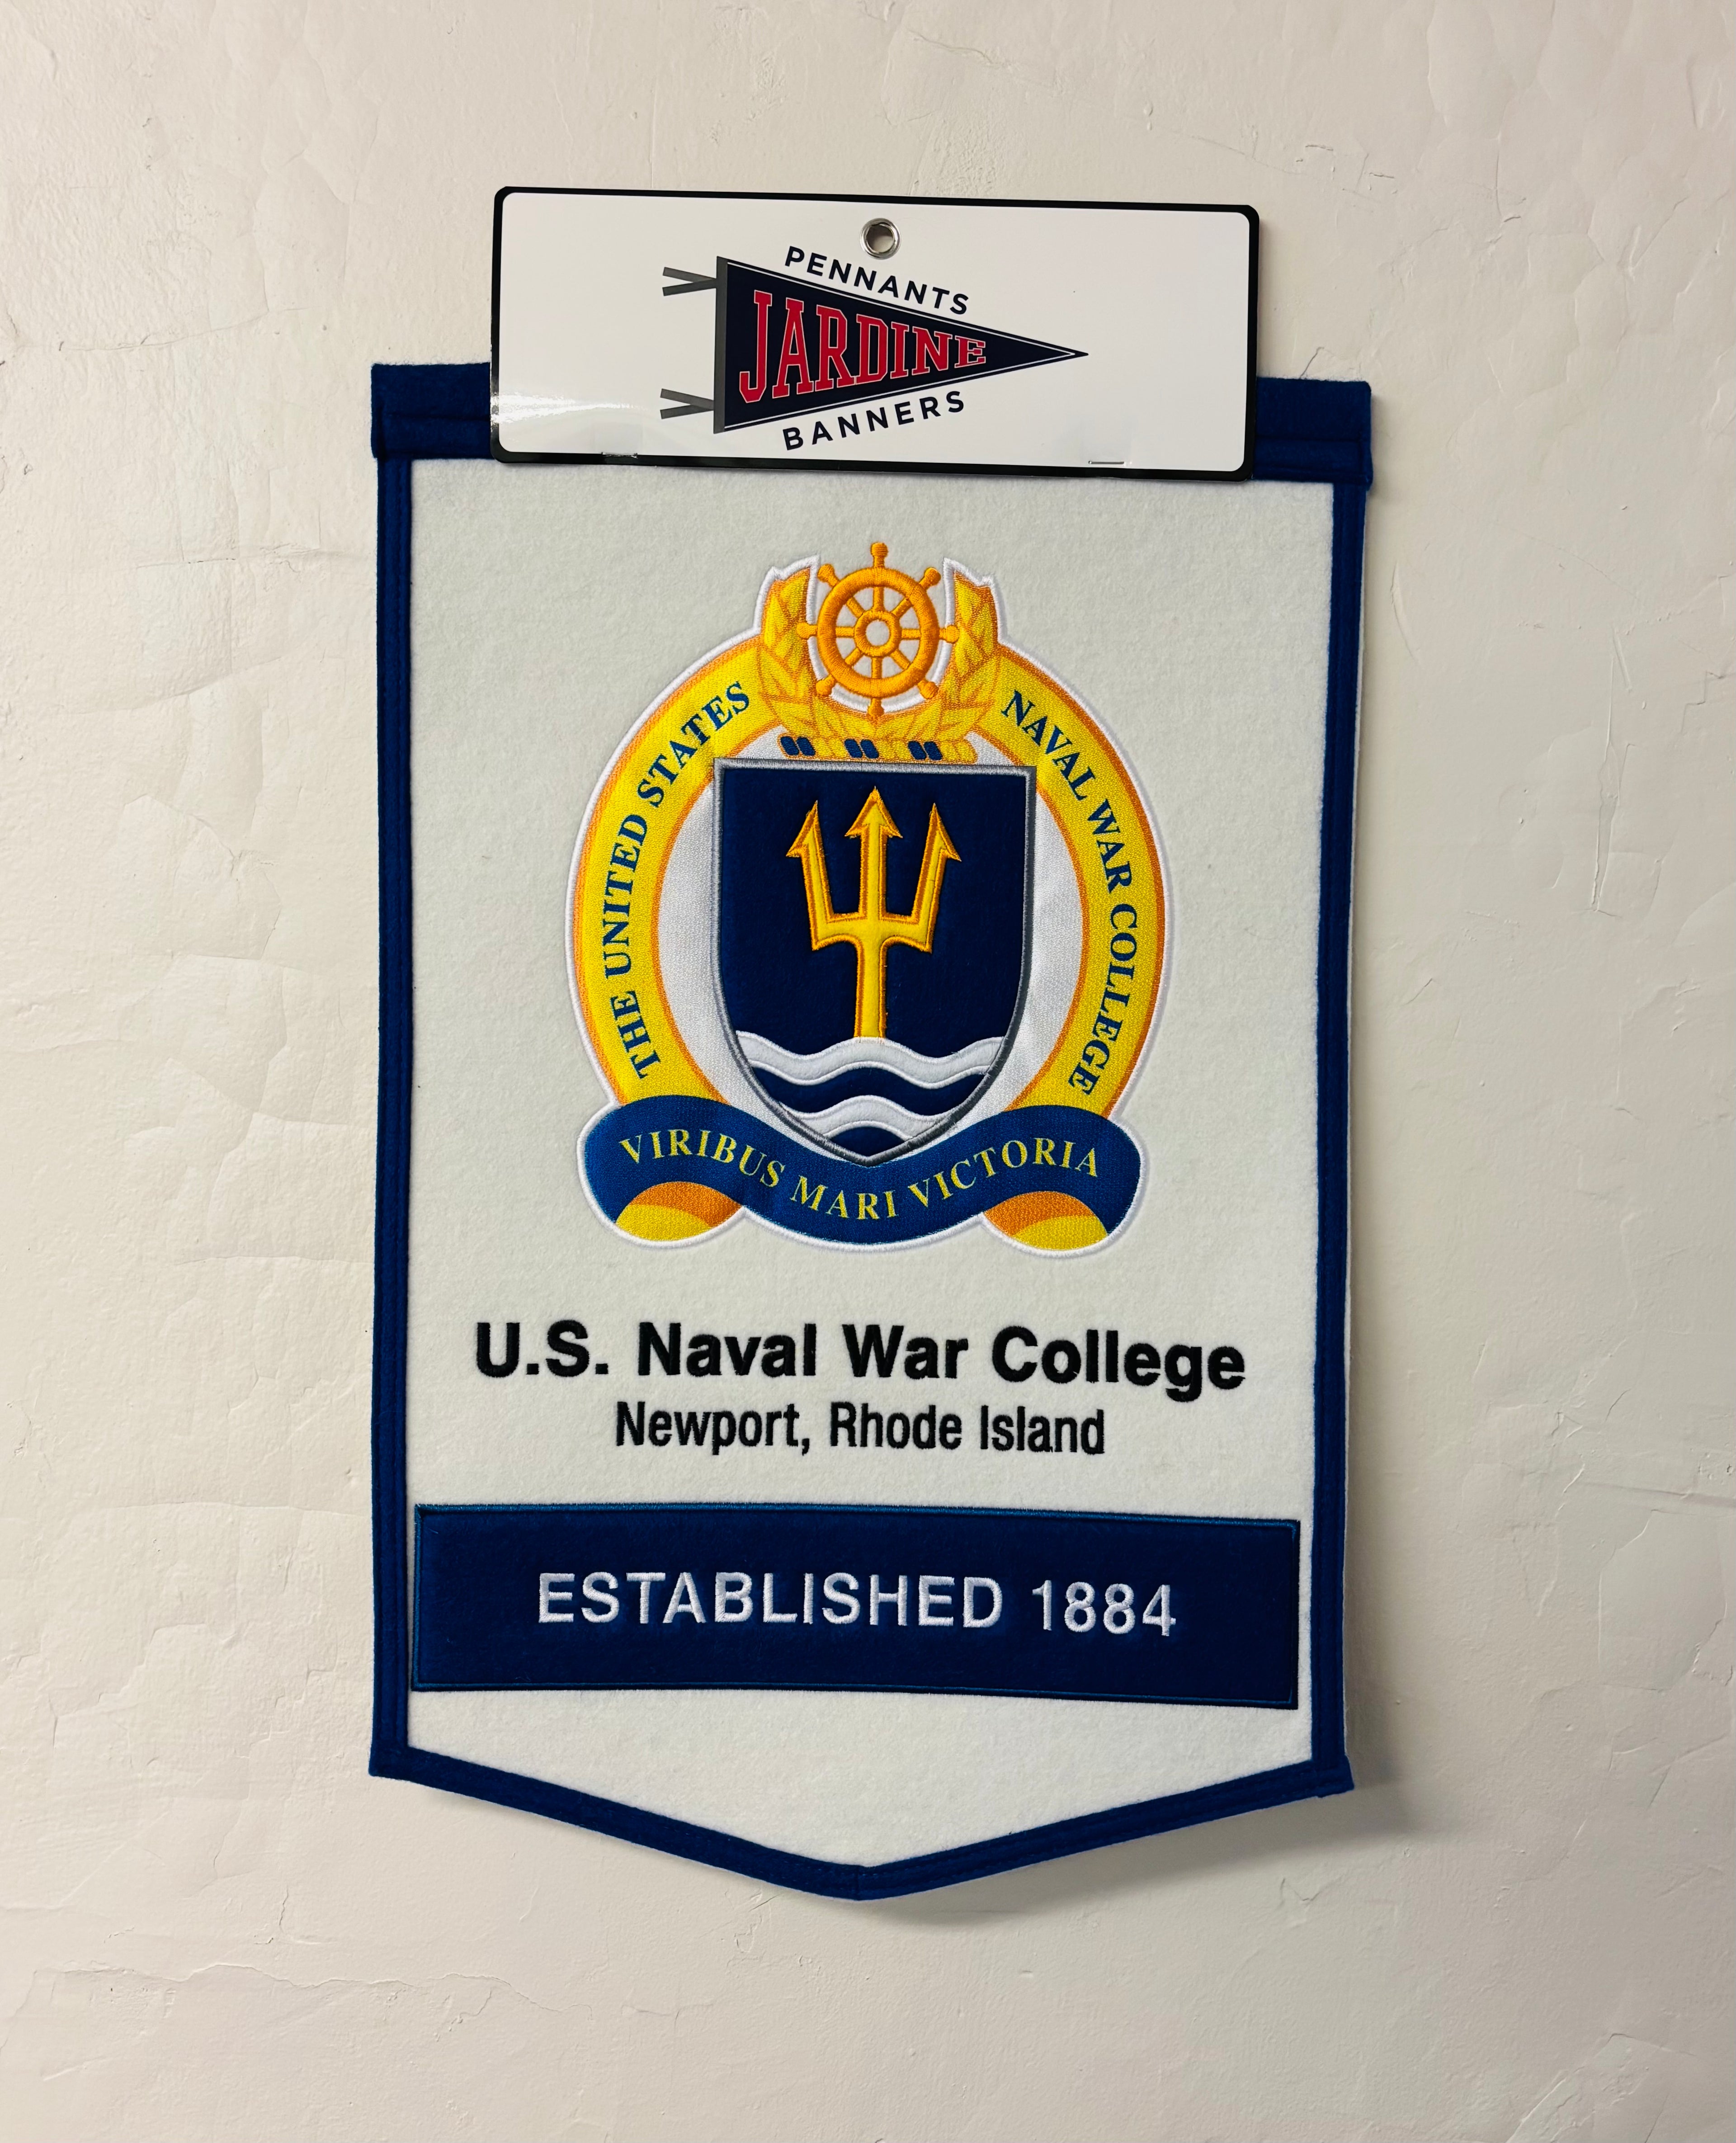 PENNANTS
JARDINE
BANNERS
THE UNITED STATES
NAVAL WAR COLLEGE
VIRIBUS MARI VICTORIA
U.S. Naval War College
Newport, Rhode Island
ESTABLISHED 1884